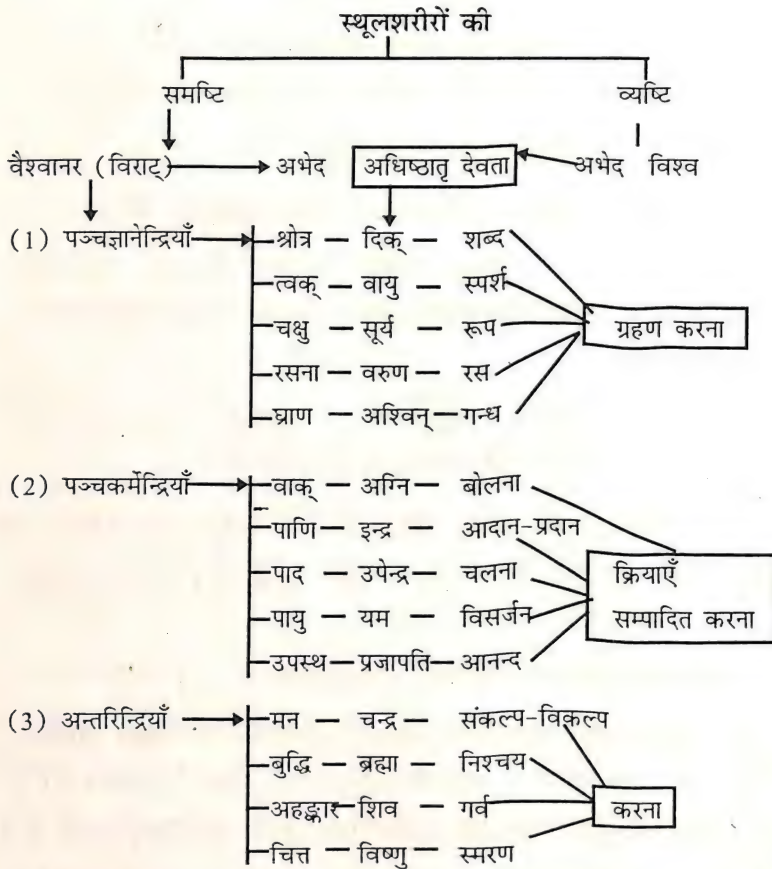 स्थूलशरीरों की
समष्टि व्यष्टि
वैश्वानर (विराट्) अभेद अधिष्ठातृ देवता अभेद विश्व
(1) पञ्चज्ञानेन्द्रियाँ श्रोत्र – दिक् – शब्द
त्वक् – वायु – स्पर्श
चक्षु – सूर्य – रूप ग्रहण करना
रसना – वरुण – रस
घ्राण – अश्विन् – गन्ध
(2) पञ्चकर्मेन्द्रियाँ वाक् – अग्नि – बोलना
पाणि – इन्द्र – आदान-प्रदान
पाद – उपेन्द्र – चलना क्रियाएँ
पायु – यम – विसर्जन सम्पादित करना
उपस्थ – प्रजापति – आनन्द
(3) अन्तरिन्द्रियाँ मन – चन्द्र – संकल्प-विकल्प
बुद्धि – ब्रह्मा – निश्चय
अहङ्कार – शिव – गर्व करना
चित्त – विष्णु – स्मरण